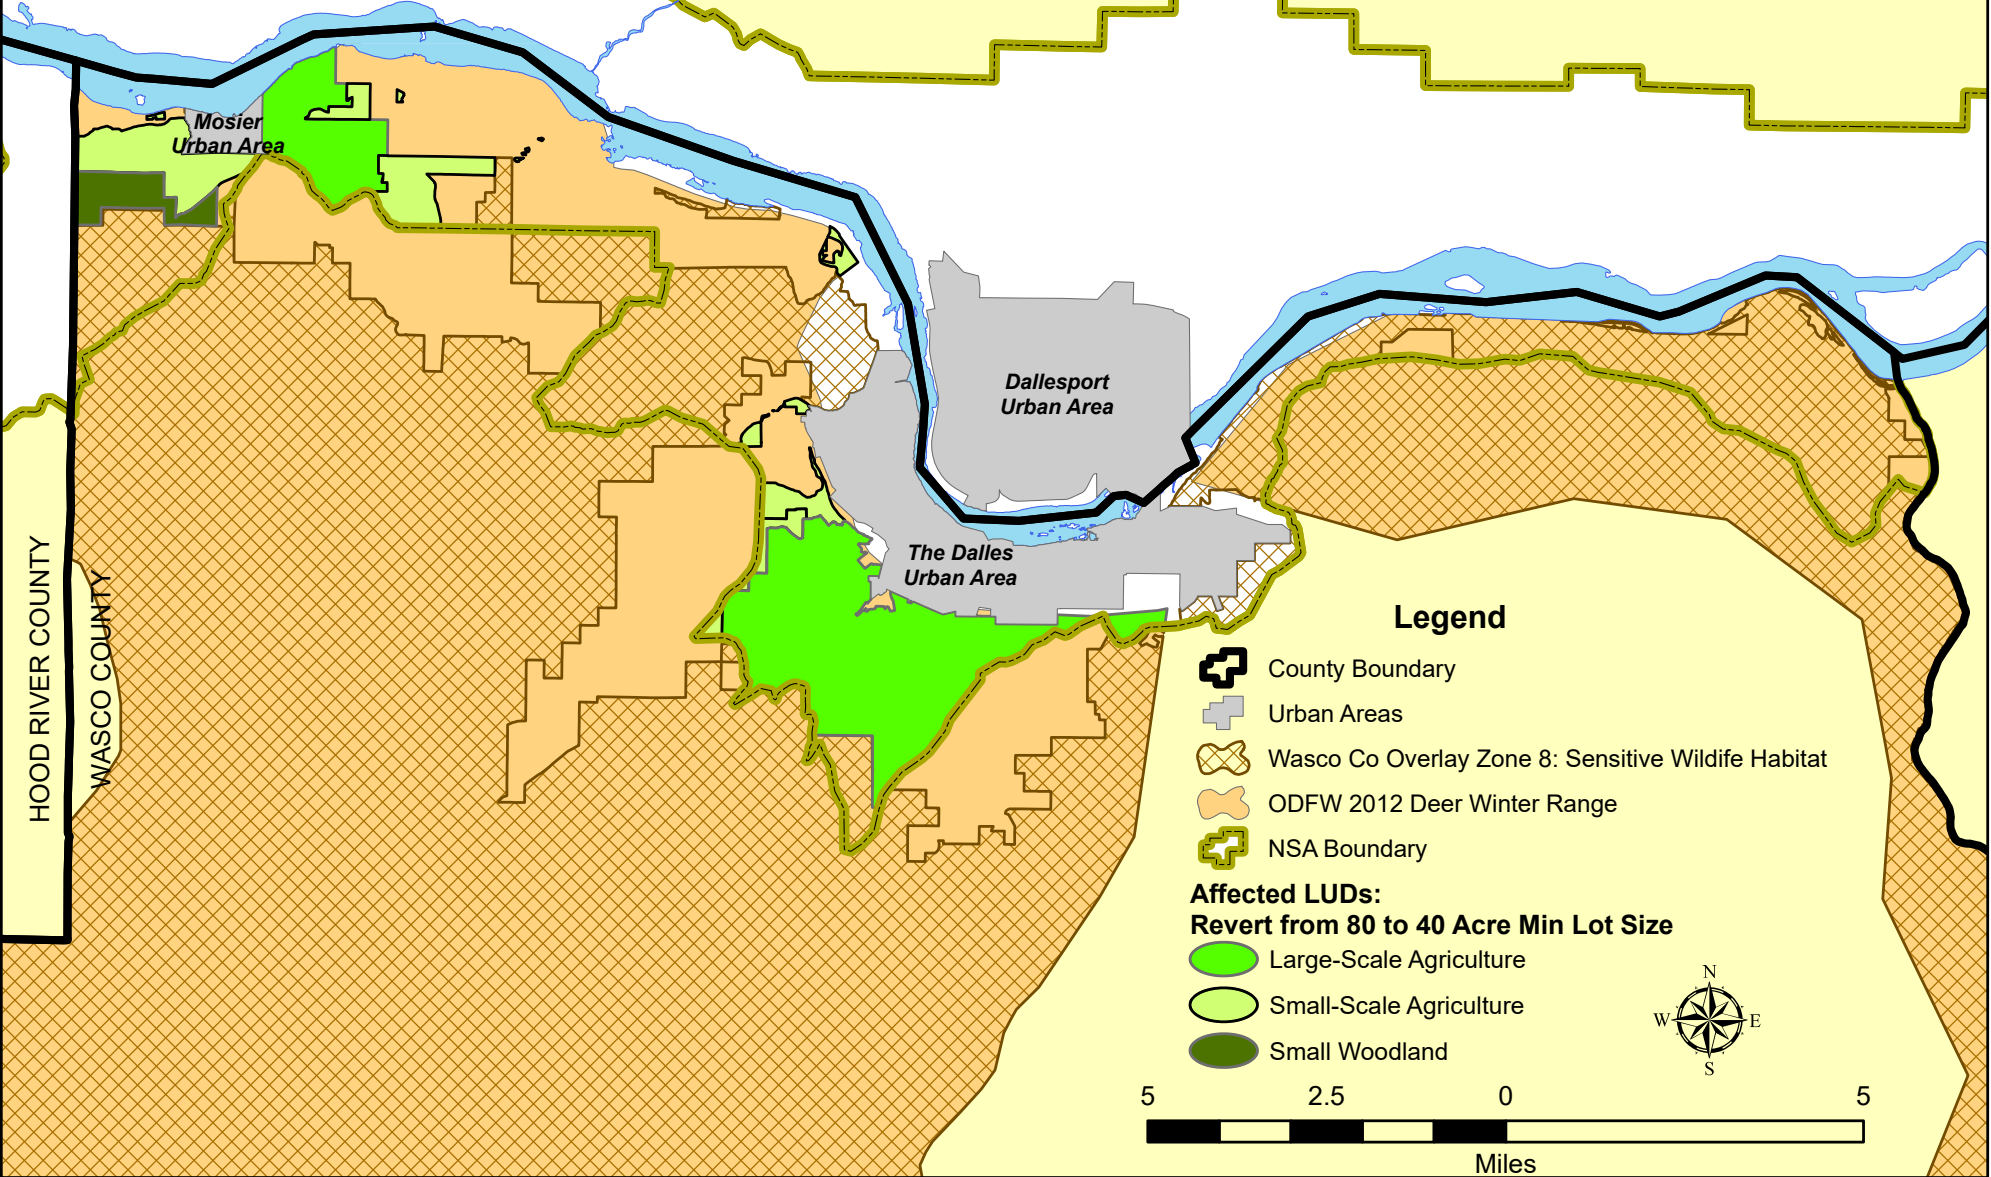 Mosier
Urban Area
Dallesport
Urban Area
The Dalles
Urban Area
HOOD RIVER COUNTY
WASCO COUNTY
Legend
County Boundary
Urban Areas
Wasco Co Overlay Zone 8: Sensitive Wildife Habitat
ODFW 2012 Deer Winter Range
NSA Boundary
Affected LUDs:
Revert from 80 to 40 Acre Min Lot Size
Large-Scale Agriculture
Small-Scale Agriculture
Small Woodland
N
W E
S
5 2.5 0 5
Miles